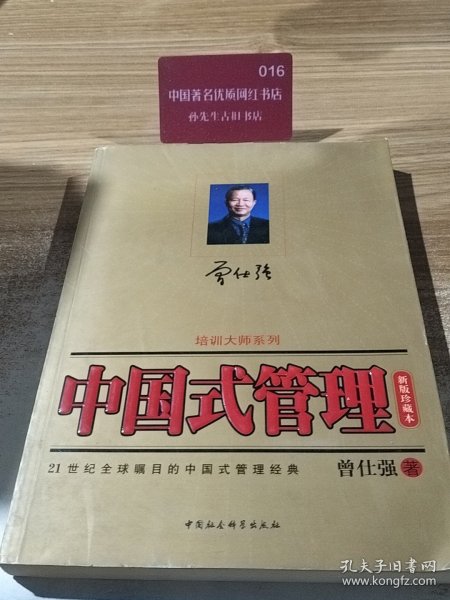 016
中国著名优质网红书店
孙先生古旧书店
曾仕强
培训大师系列
中国式管理
新版珍藏本
21世纪全球瞩目的中国式管理经典
曾仕强 著
中国社会科学出版社
孔夫子旧书网
www.kongfz.com